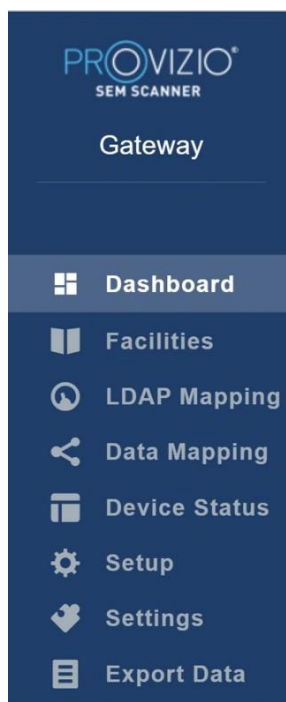 PROVIZIO®
SEM SCANNER
Gateway
Dashboard
Facilities
LDAP Mapping
Data Mapping
Device Status
Setup
Settings
Export Data